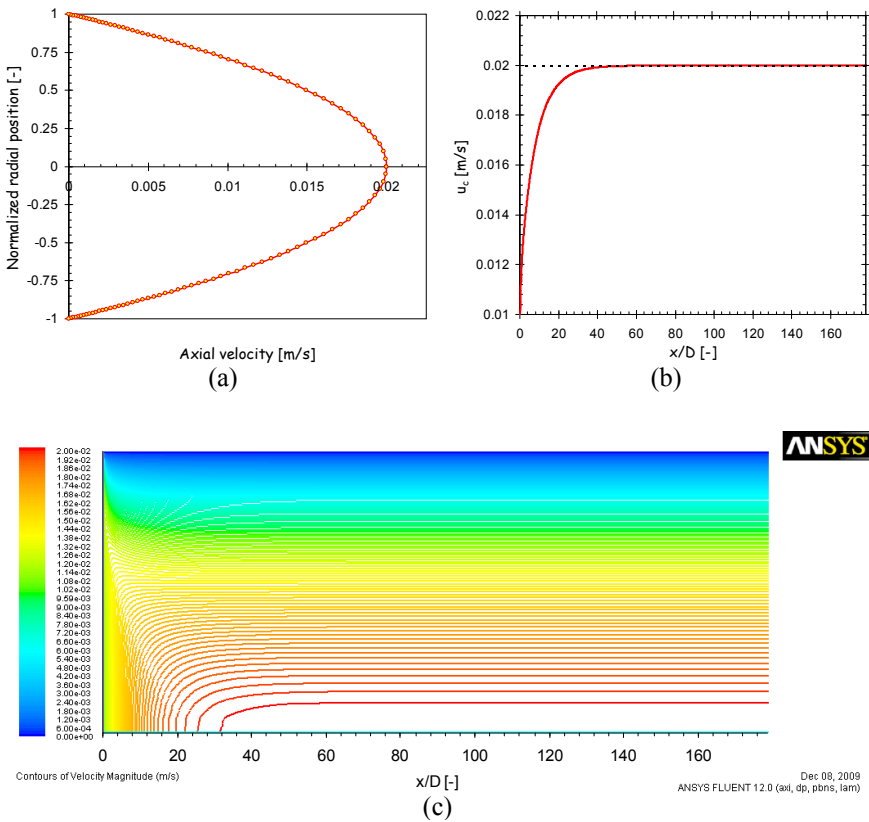 1
0.75
0.5
0.25
0
-0.25
-0.5
-0.75
-1
0 0.005 0.01 0.015 0.02
Normalized radial position [-]
Axial velocity [m/s]
(a)
0.022
0.02
0.018
0.016
0.014
0.012
0.01
u_c [m/s]
0 20 40 60 80 100 120 140 160
x/D [-]
(b)
ANSYS
2.00e-02
1.92e-02
1.86e-02
1.80e-02
1.74e-02
1.68e-02
1.62e-02
1.56e-02
1.50e-02
1.44e-02
1.38e-02
1.32e-02
1.26e-02
1.20e-02
1.14e-02
1.08e-02
1.02e-02
9.59e-03
9.00e-03
8.40e-03
7.80e-03
7.20e-03
6.60e-03
6.00e-03
5.40e-03
4.80e-03
4.20e-03
3.60e-03
3.00e-03
2.40e-03
1.80e-03
1.20e-03
6.00e-04
0.00e+00
0 20 40 60 80 100 120 140 160
x/D [-]
Contours of Velocity Magnitude (m/s)
Dec 08, 2009
ANSYS FLUENT 12.0 (axi, dp, pbns, lam)
(c)